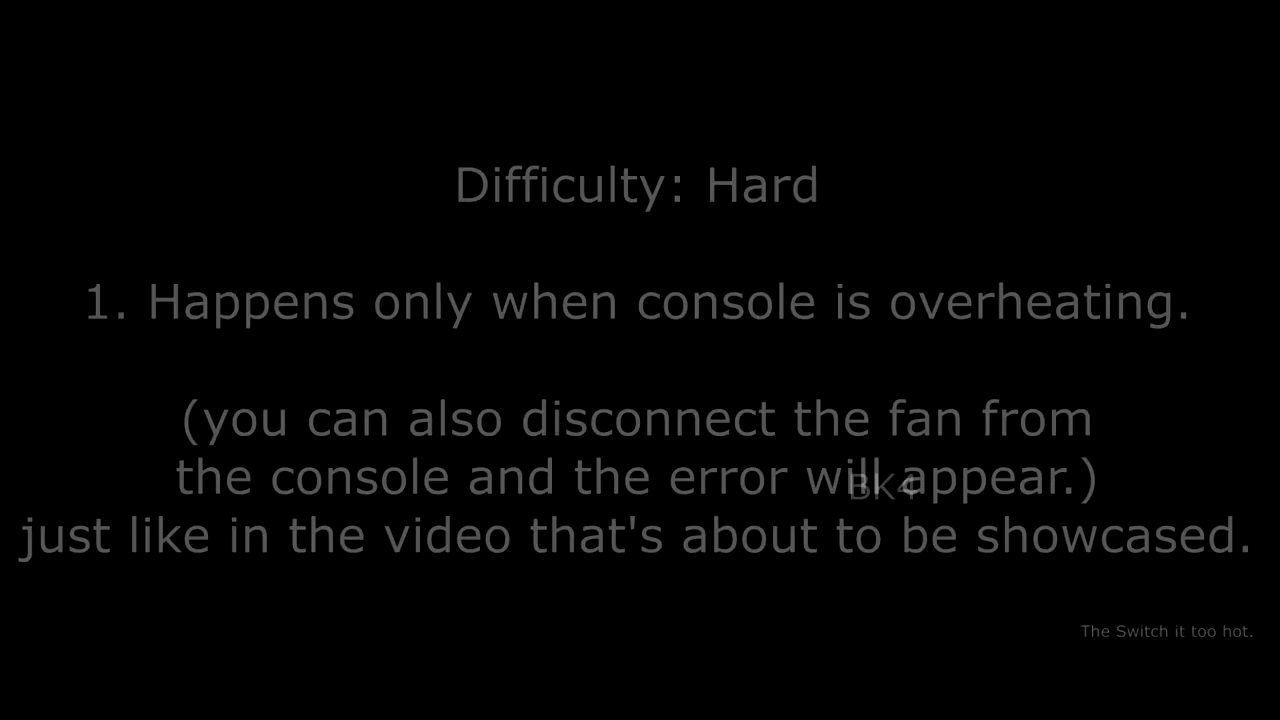 Difficulty: Hard
1. Happens only when console is overheating.
(you can also disconnect the fan from
the console and the error will appear.)
Bk4
just like in the video that's about to be showcased.
The Switch it too hot.